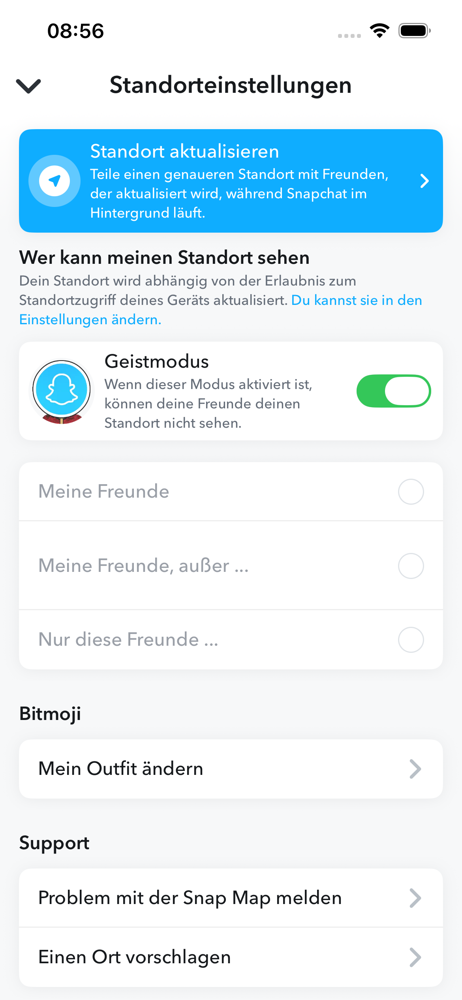 08:56
Standorteinstellungen
Standort aktualisieren
Teile einen genaueren Standort mit Freunden,
der aktualisiert wird, während Snapchat im
Hintergrund läuft.
Wer kann meinen Standort sehen
Dein Standort wird abhängig von der Erlaubnis zum
Standortzugriff deines Geräts aktualisiert. Du kannst sie in den
Einstellungen ändern.
Geistmodus
Wenn dieser Modus aktiviert ist,
können deine Freunde deinen
Standort nicht sehen.
Meine Freunde
Meine Freunde, außer ...
Nur diese Freunde ...
Bitmoji
Mein Outfit ändern
Support
Problem mit der Snap Map melden
Einen Ort vorschlagen